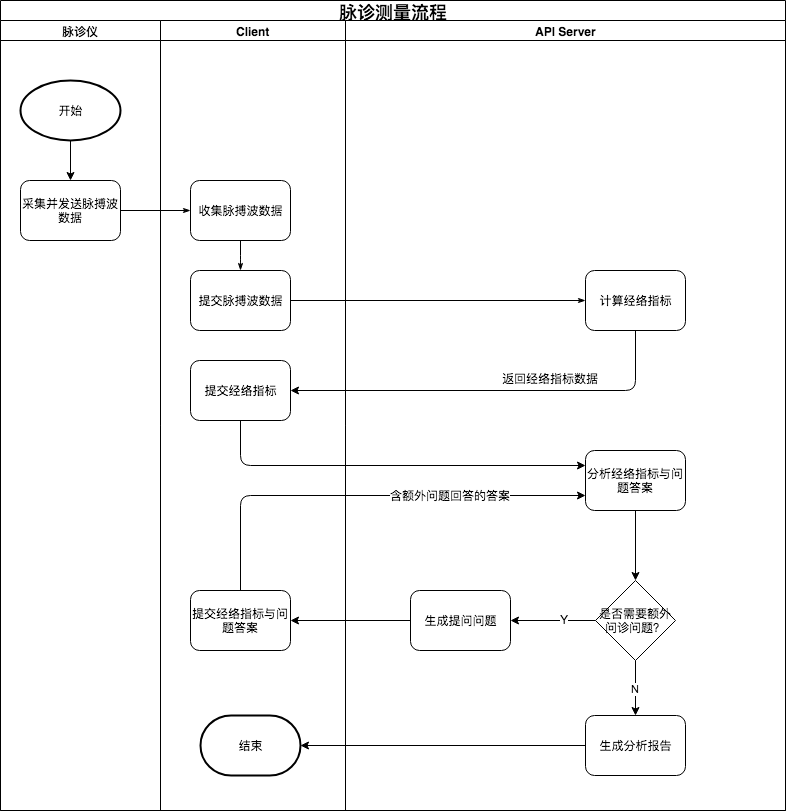 脉诊测量流程
脉诊仪
Client
API Server
开始
采集并发送脉搏波
数据
收集脉搏波数据
提交脉搏波数据
计算经络指标
返回经络指标数据
提交经络指标
分析经络指标与问
题答案
含额外问题回答的答案
提交经络指标与问
题答案
生成提问问题
Y
是否需要额外
问诊问题?
N
结束
生成分析报告